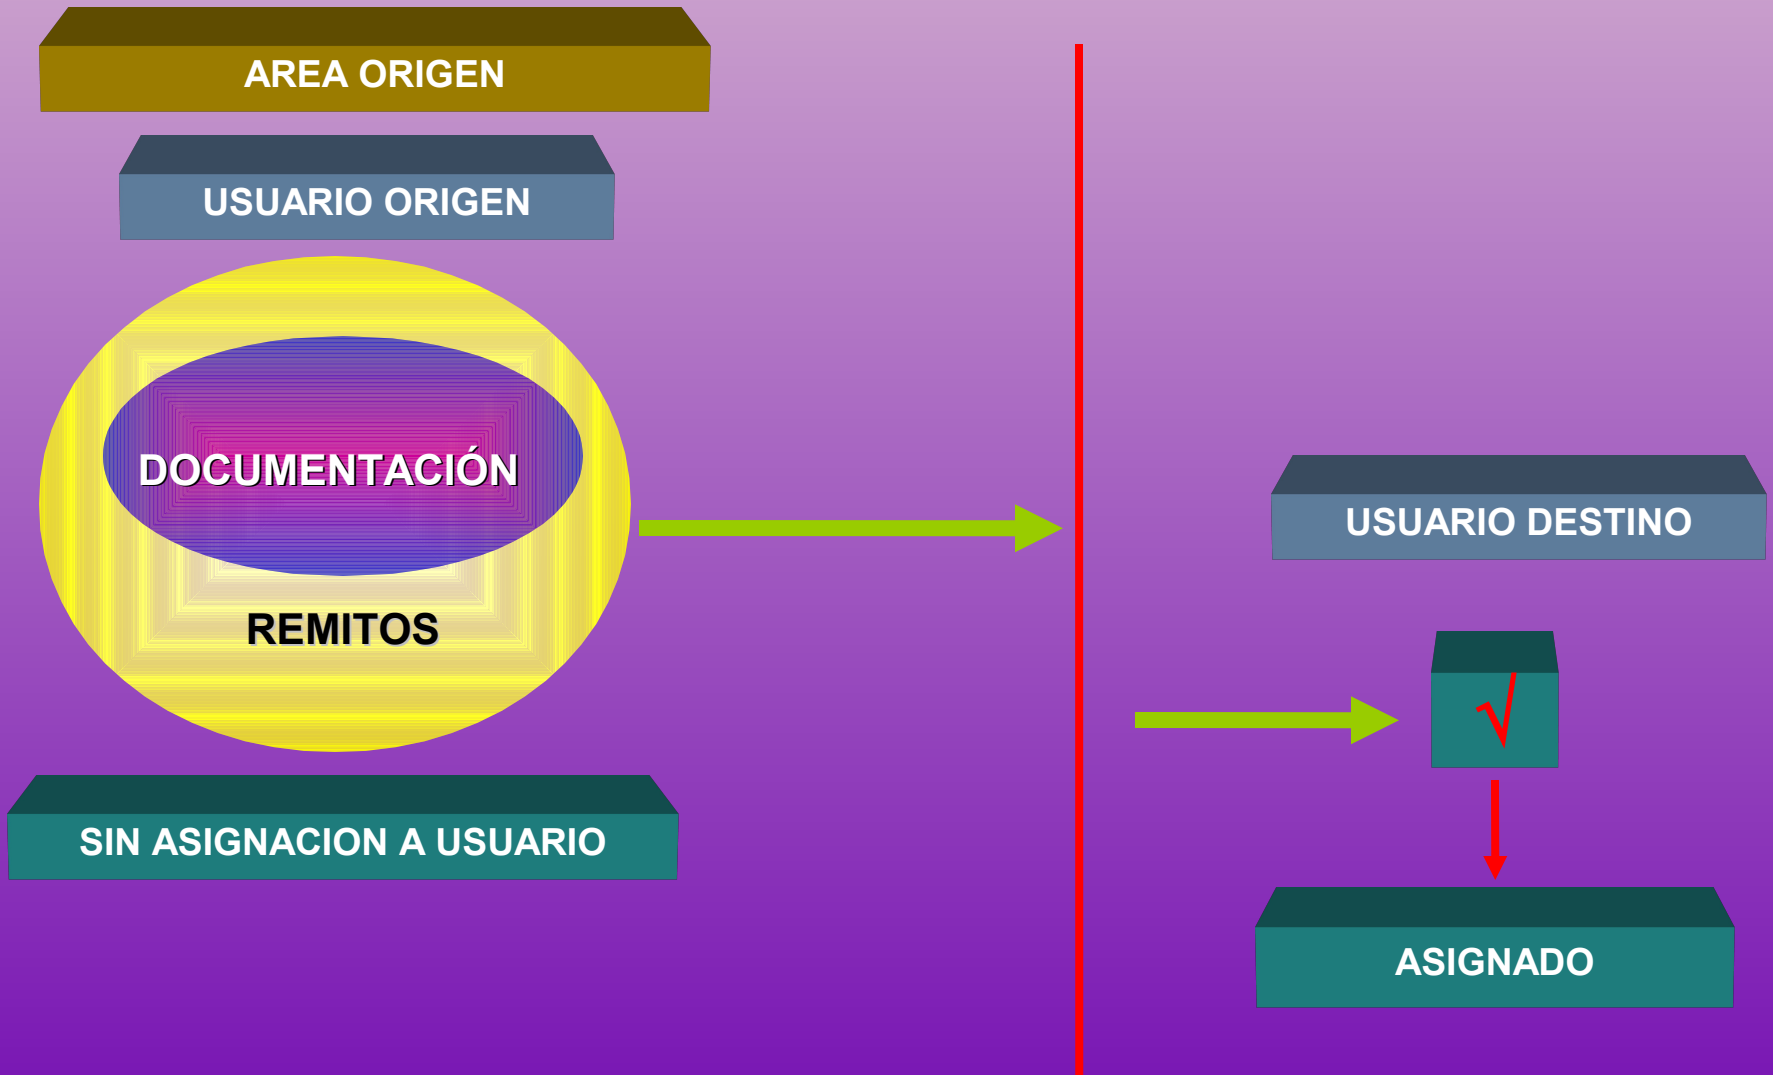 AREA ORIGEN
USUARIO ORIGEN
DOCUMENTACIÓN
REMITOS
SIN ASIGNACION A USUARIO
USUARIO DESTINO
√
ASIGNADO